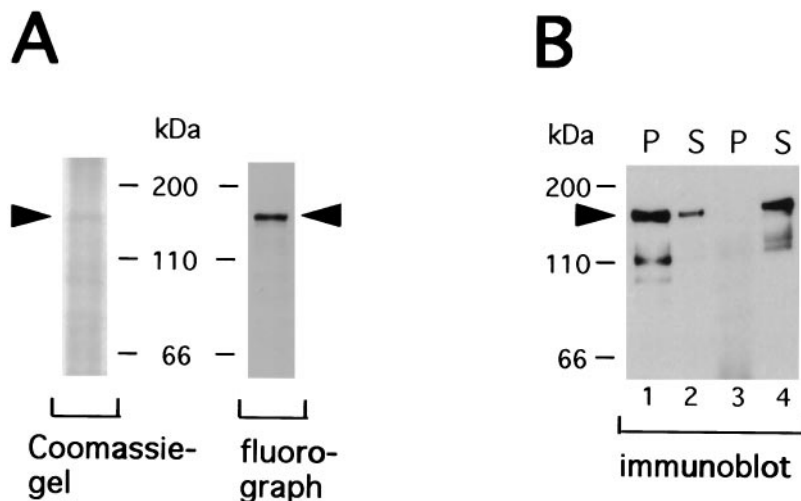 A
B
kDa
200
110
66
Coomassie-
gel
fluoro-
graph
kDa P S P S
200
110
66
1 2 3 4
immunoblot